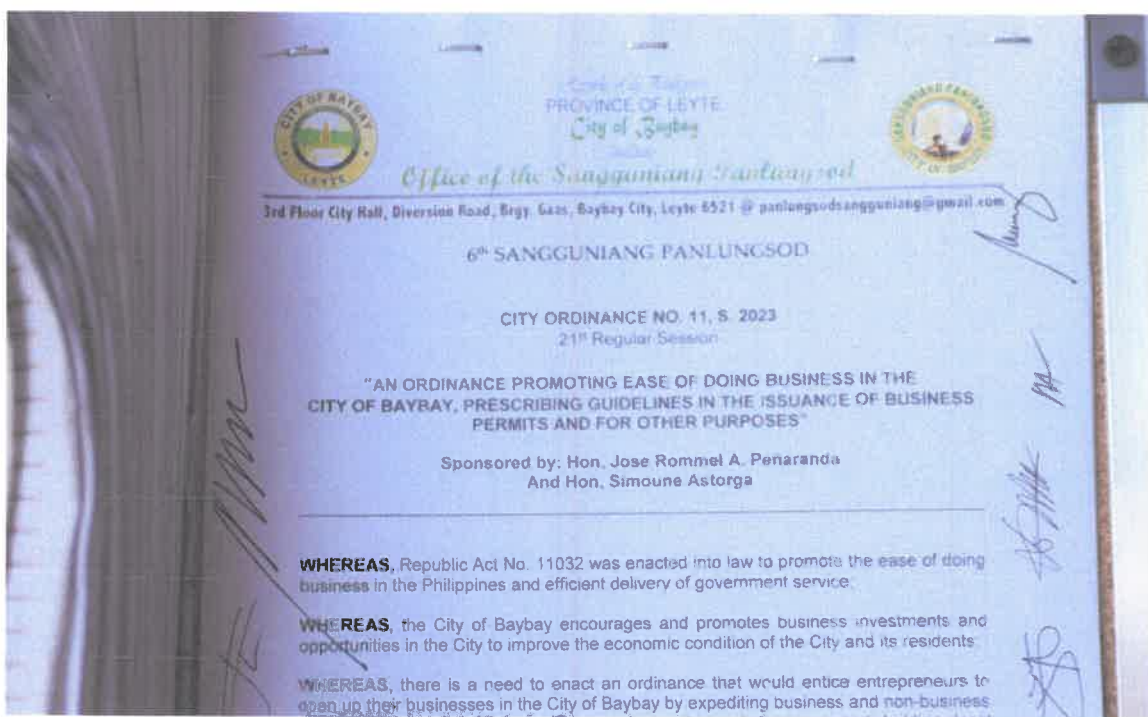 CITY OF BAYBAY
LEYTE
PROVINCE OF LEYTE
City of Baybay
Office of the Sangguniang Panlungsod
3rd Floor City Hall, Diversion Road, Brgy. Gaas, Baybay City, Leyte 6521 @ panlungsodsangguniang@gmail.com
6th SANGGUNIANG PANLUNGSOD
CITY ORDINANCE NO. 11, S. 2023
21st Regular Session
"AN ORDINANCE PROMOTING EASE OF DOING BUSINESS IN THE
CITY OF BAYBAY, PRESCRIBING GUIDELINES IN THE ISSUANCE OF BUSINESS
PERMITS AND FOR OTHER PURPOSES"
Sponsored by: Hon. Jose Rommel A. Penaranda
And Hon. Simoune Astorga
WHEREAS, Republic Act No. 11032 was enacted into law to promote the ease of doing
business in the Philippines and efficient delivery of government service;
WHEREAS, the City of Baybay encourages and promotes business investments and
opportunities in the City to improve the economic condition of the City and its residents
WHEREAS, there is a need to enact an ordinance that would entice entrepreneurs to
open up their businesses in the City of Baybay by expediting business and non-business